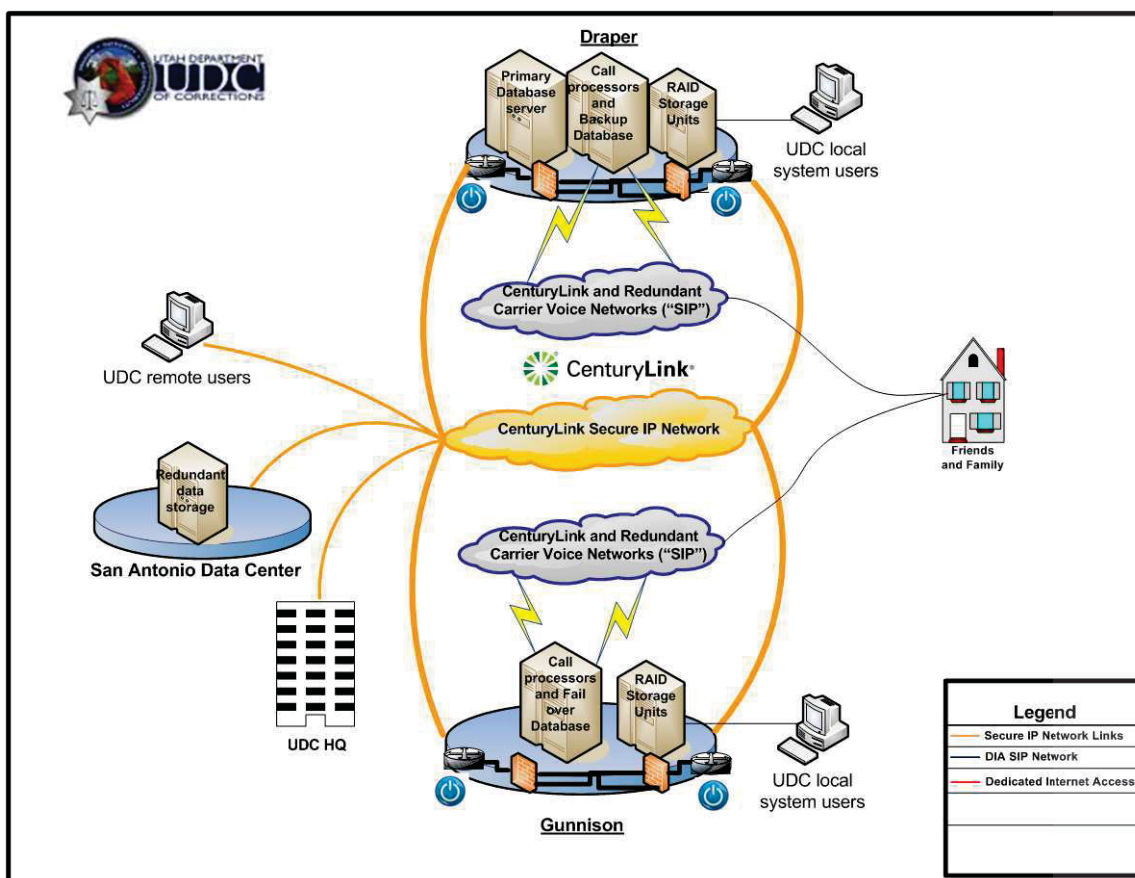 Draper
UTAH DEPARTMENT
UDC
OF CORRECTIONS
Primary
Database
server
Call
processors
and
Backup
Database
RAID
Storage
Units
UDC local
system users
CenturyLink and Redundant
Carrier Voice Networks ("SIP")
CenturyLink®
UDC remote users
CenturyLink Secure IP Network
Friends
and Family
Redundant
data
storage
San Antonio Data Center
CenturyLink and Redundant
Carrier Voice Networks ("SIP")
UDC HQ
Call
processors
and Fail
over
Database
RAID
Storage
Units
UDC local
system users
Gunnison
Legend
Secure IP Network Links
DIA SIP Network
Dedicated Internet Access